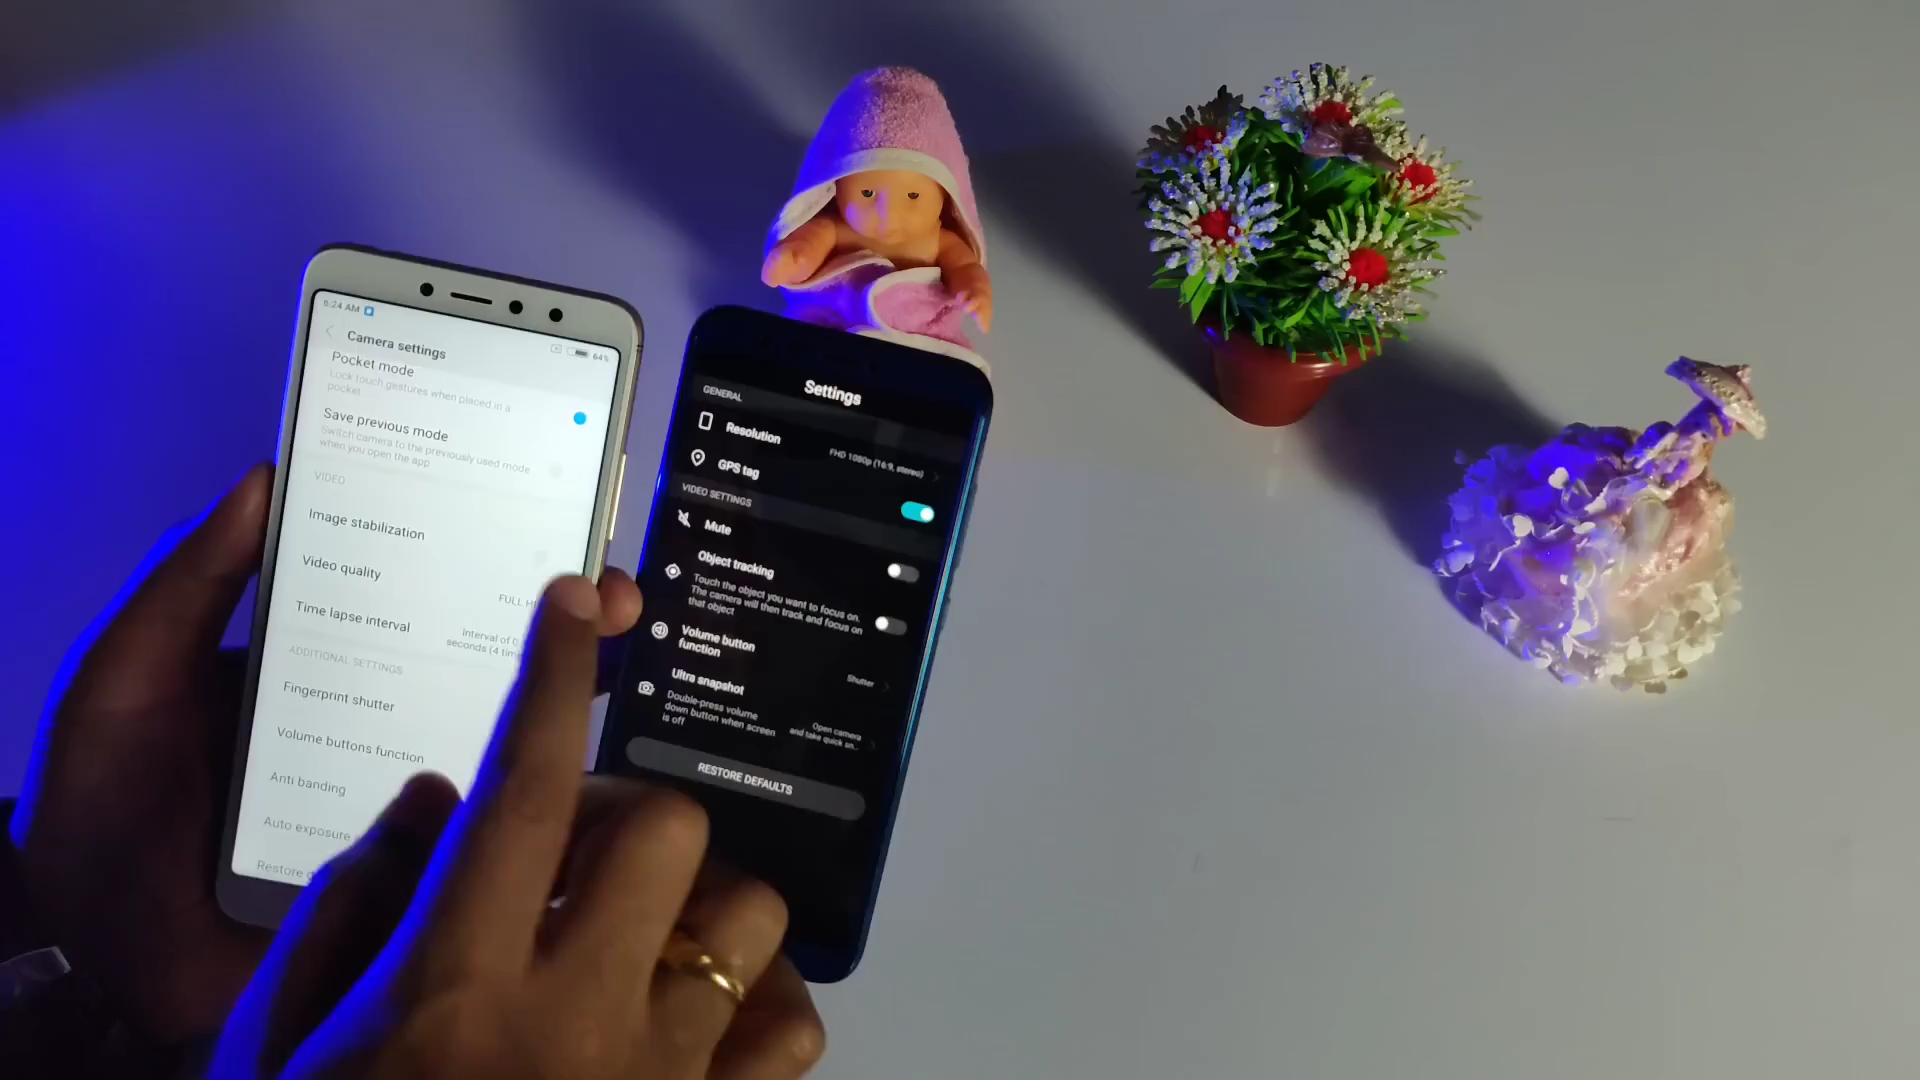 6:24 AM
64%
Camera settings
Pocket mode
Lock touch gestures when placed in a
pocket
Save previous mode
Switch camera to the previously used mode
when you open the app
VIDEO
Image stabilization
Video quality
FULL H
Time lapse interval
Interval of 0
seconds (4
ADDITIONAL SETTINGS
Fingerprint shutter
Volume buttons function
Anti banding
Auto exposure
Restore
Settings
GENERAL
Resolution
FHD 1080p (16:9, stereo)
GPS tag
VIDEO SETTINGS
Mute
Object tracking
Touch the object you want to focus on.
The camera will then track and focus on
that object
Volume button
function
Shutter
Ultra snapshot
Double-press volume
down button when screen
is off
Open camera
and take quick sn...
RESTORE DEFAULTS